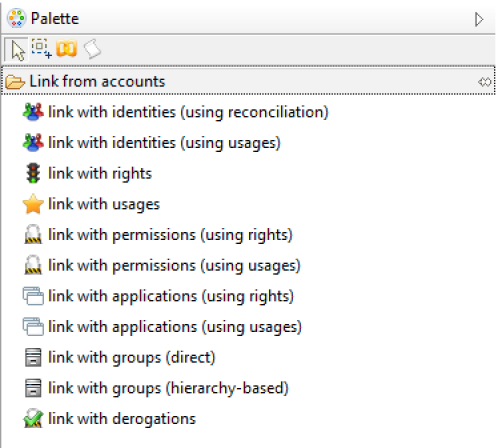 Palette
Link from accounts
link with identities (using reconciliation)
link with identities (using usages)
link with rights
link with usages
link with permissions (using rights)
link with permissions (using usages)
link with applications (using rights)
link with applications (using usages)
link with groups (direct)
link with groups (hierarchy-based)
link with derogations